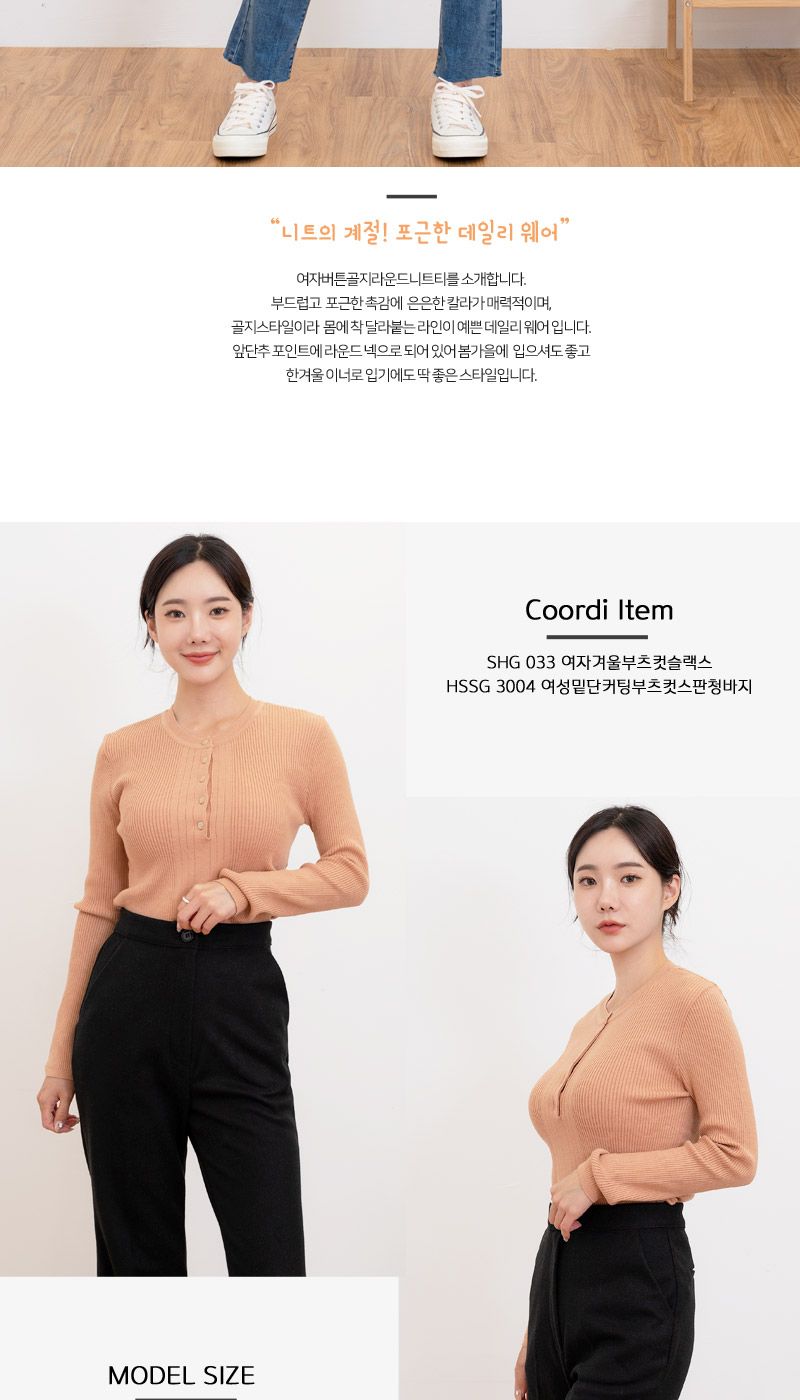 “니트의 계절! 포근한 데일리 웨어”
여자버튼골지라운드니트티를 소개합니다.
부드럽고 포근한 촉감에 은은한 칼라가 매력적이며,
골지스타일이라 몸에 착 달라붙는 라인이 예쁜 데일리 웨어 입니다.
앞단추 포인트에 라운드 넥으로 되어 있어 봄가을에 입으셔도 좋고
한겨울 이너로 입기에도 딱 좋은 스타일입니다.
Coordi Item
SHG 033 여자겨울부츠컷슬랙스
HSSG 3004 여성밑단커팅부츠컷스판청바지
MODEL SIZE